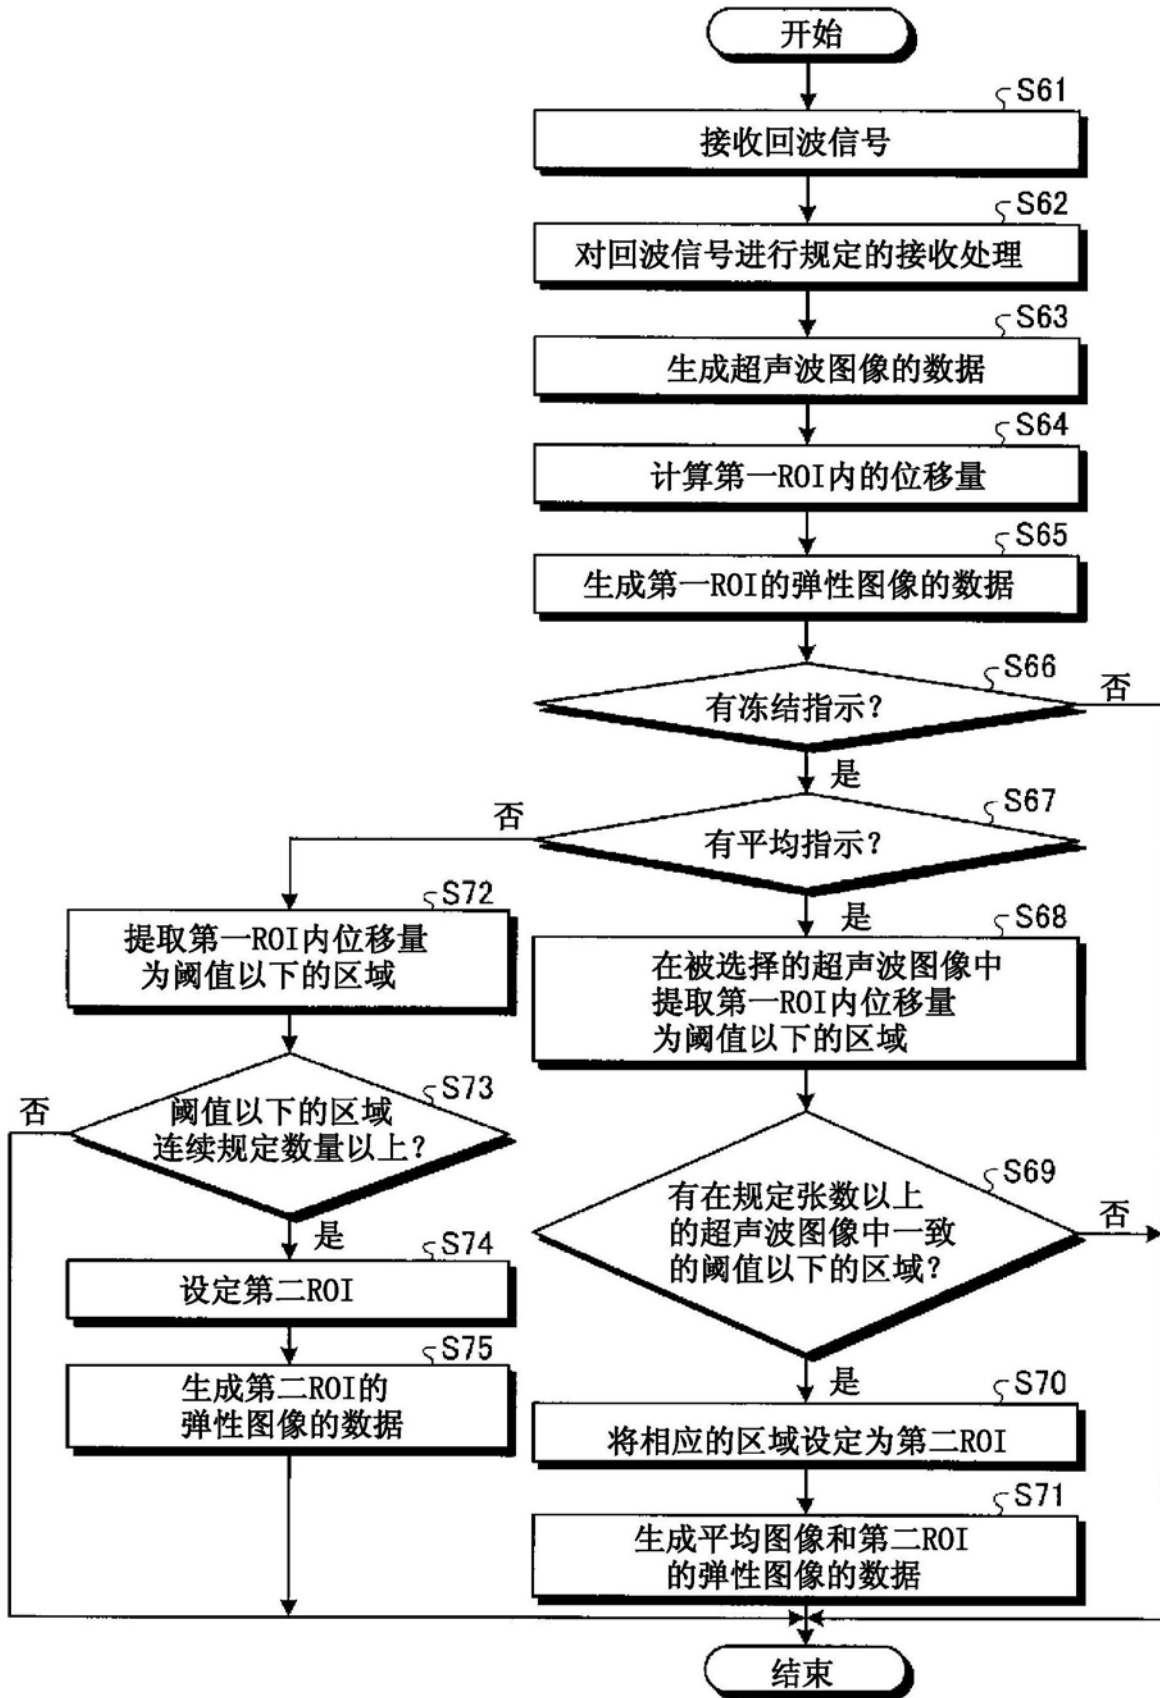 开始
S61
接收回波信号
S62
对回波信号进行规定的接收处理
S63
生成超声波图像的数据
S64
计算第一ROI内的位移量
S65
生成第一ROI的弹性图像的数据
S66
有冻结指示？
否
是
S67
有平均指示？
否
是
S72
提取第一ROI内位移量
为阈值以下的区域
S73
阈值以下的区域
连续规定数量以上？
否
是
S74
设定第二ROI
S75
生成第二ROI的
弹性图像的数据
S68
在被选择的超声波图像中
提取第一ROI内位移量
为阈值以下的区域
S69
有在规定张数以上
的超声波图像中一致
的阈值以下的区域？
否
是
S70
将相应的区域设定为第二ROI
S71
生成平均图像和第二ROI
的弹性图像的数据
结束